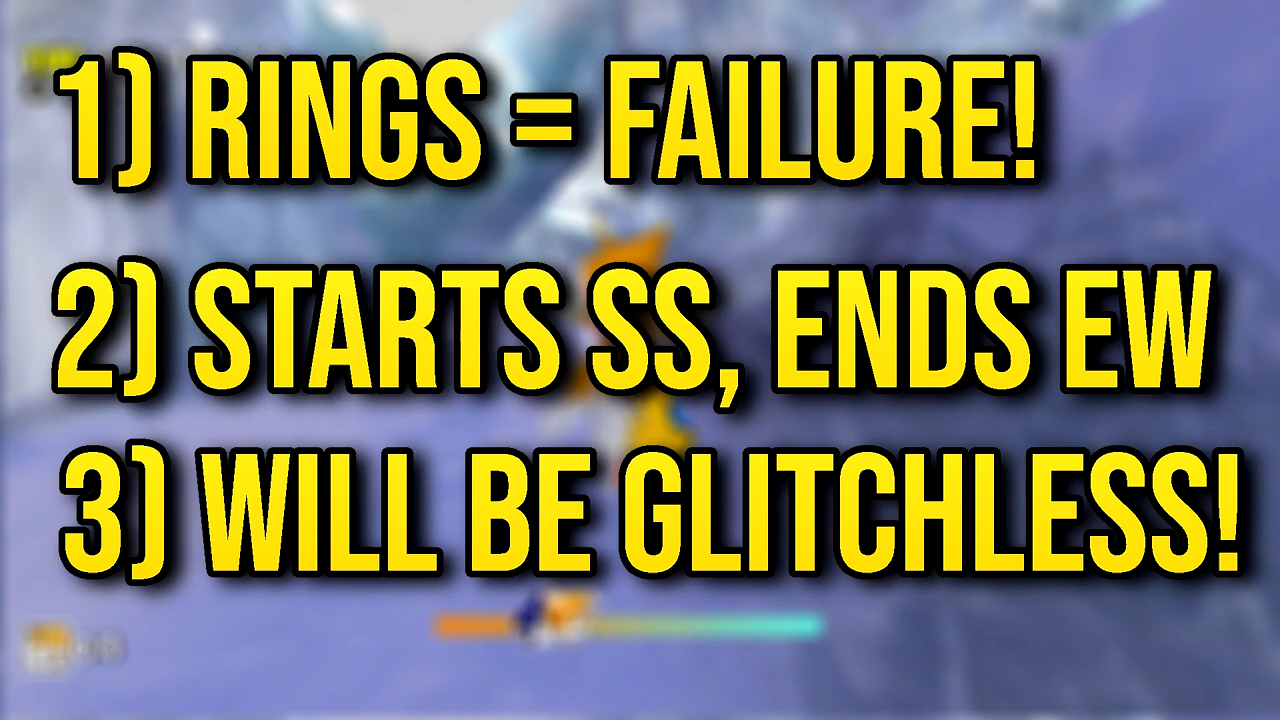 1) RINGS = FAILURE!
2) STARTS SS, ENDS EW
3) WILL BE GLITCHLESS!